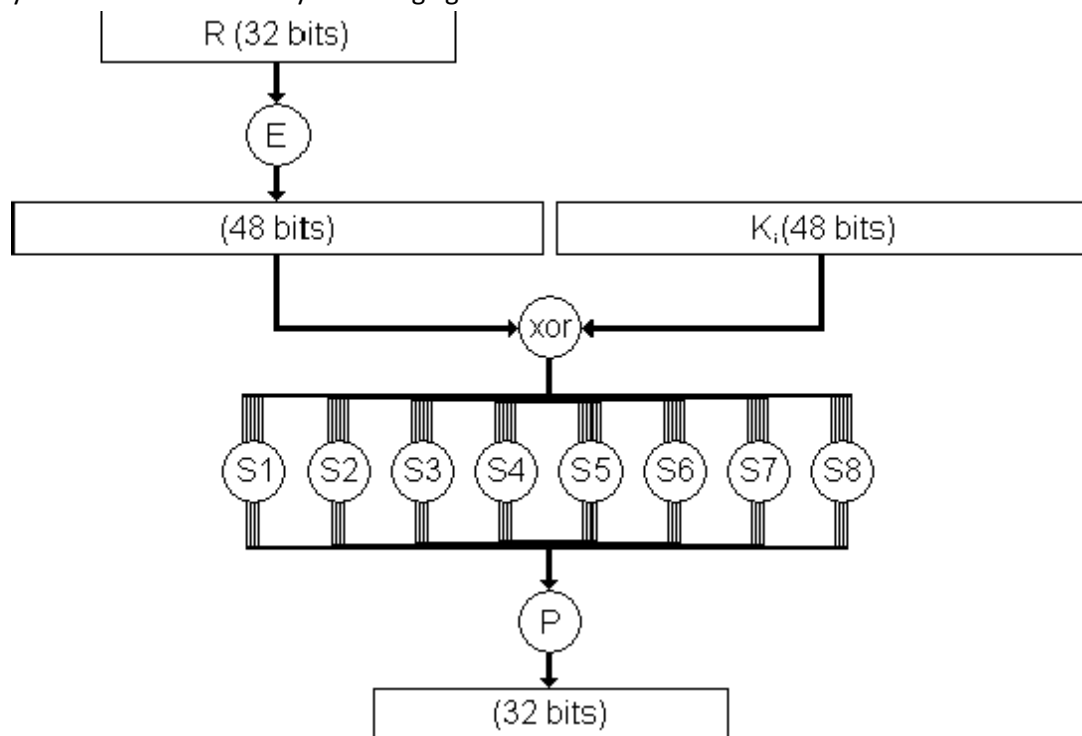 R (32 bits)
E
(48 bits)
Kᵢ(48 bits)
xor
S1 S2 S3 S4 S5 S6 S7 S8
P
(32 bits)